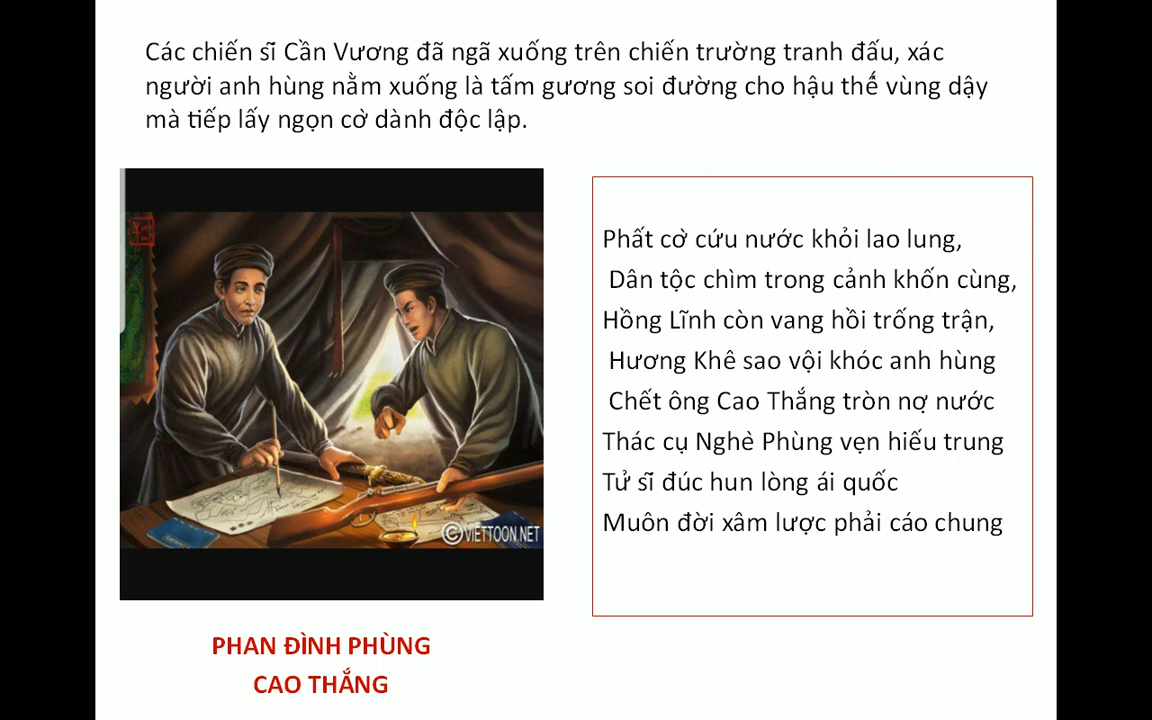 Các chiến sĩ Cần Vương đã ngã xuống trên chiến trường tranh đấu, xác
người anh hùng nằm xuống là tấm gương soi đường cho hậu thế vùng dậy
mà tiếp lấy ngọn cờ dành độc lập.
Phất cờ cứu nước khỏi lao lung,
Dân tộc chìm trong cảnh khốn cùng,
Hồng Lĩnh còn vang hồi trống trận,
Hương Khê sao vội khóc anh hùng
Chết ông Cao Thắng tròn nợ nước
Thác cụ Nghè Phùng vẹn hiếu trung
Tử sĩ đúc hun lòng ái quốc
Muôn đời xâm lược phải cáo chung
©VIETTOON.NET
PHAN ĐÌNH PHÙNG
CAO THẮNG